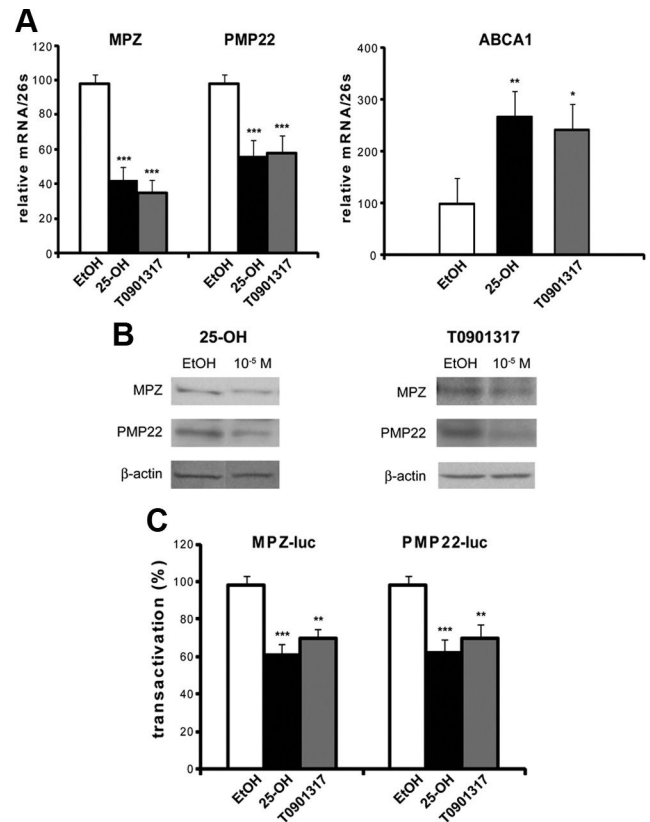 A
MPZ
PMP22
relative mRNA/26s
120
100
80
60
40
20
0
***
***
***
***
EtOH
25-OH
T0901317
EtOH
25-OH
T0901317
ABCA1
relative mRNA/26s
400
300
200
100
0
**
*
EtOH
25-OH
T0901317
B
25-OH
EtOH
10-5 M
MPZ
PMP22
β-actin
T0901317
EtOH
10-5 M
MPZ
PMP22
β-actin
C
MPZ-luc
PMP22-luc
transactivation (%)
120
100
80
60
40
20
0
***
**
***
**
EtOH
25-OH
T0901317
EtOH
25-OH
T0901317